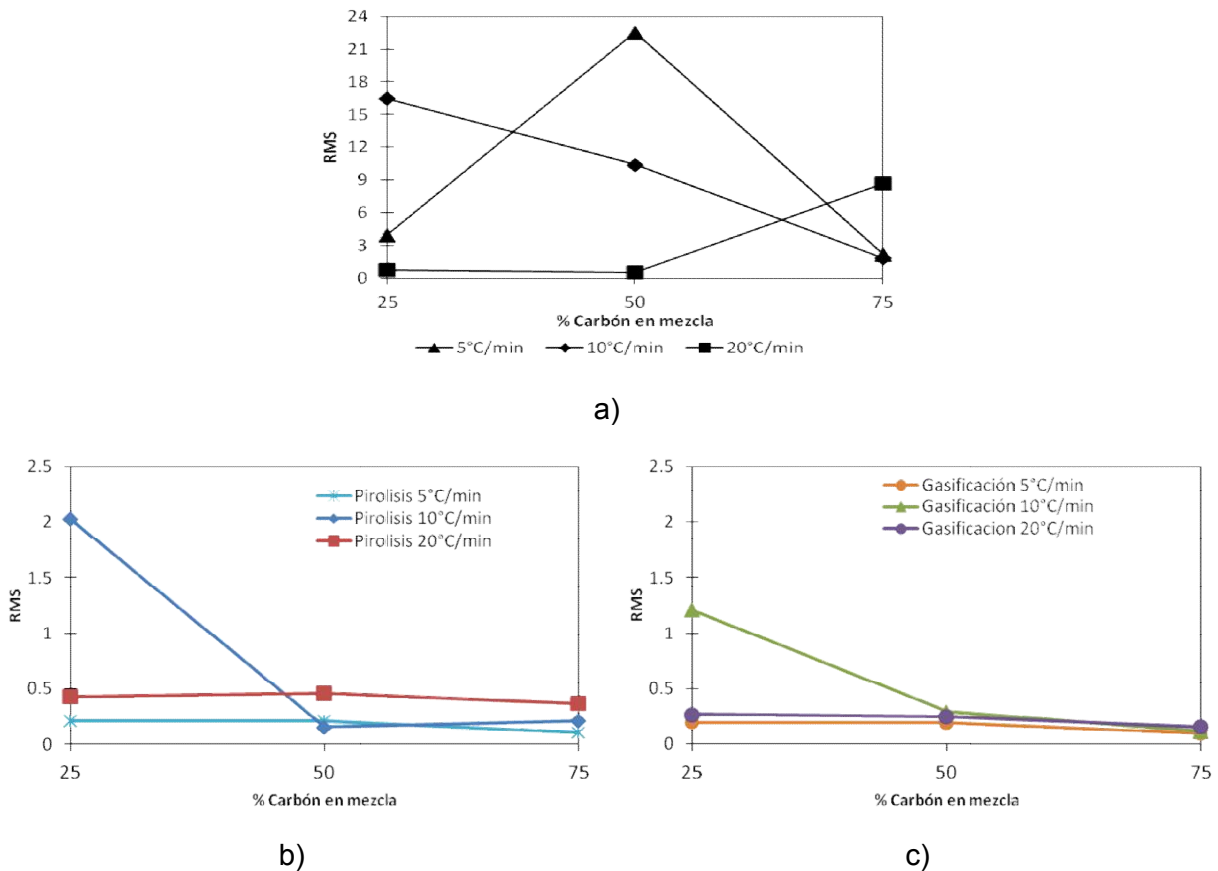 24
21
18
15
12
9
6
3
0
RMS
25 50 75
% Carbón en mezcla
5°C/min 10°C/min 20°C/min
a)
2.5
2
1.5
1
0.5
0
RMS
Pirolisis 5°C/min
Pirolisis 10°C/min
Pirolisis 20°C/min
25 50 75
% Carbón en mezcla
b)
2.5
2
1.5
1
0.5
0
RMS
Gasificación 5°C/min
Gasificación 10°C/min
Gasificacion 20°C/min
25 50 75
% Carbón en mezcla
c)